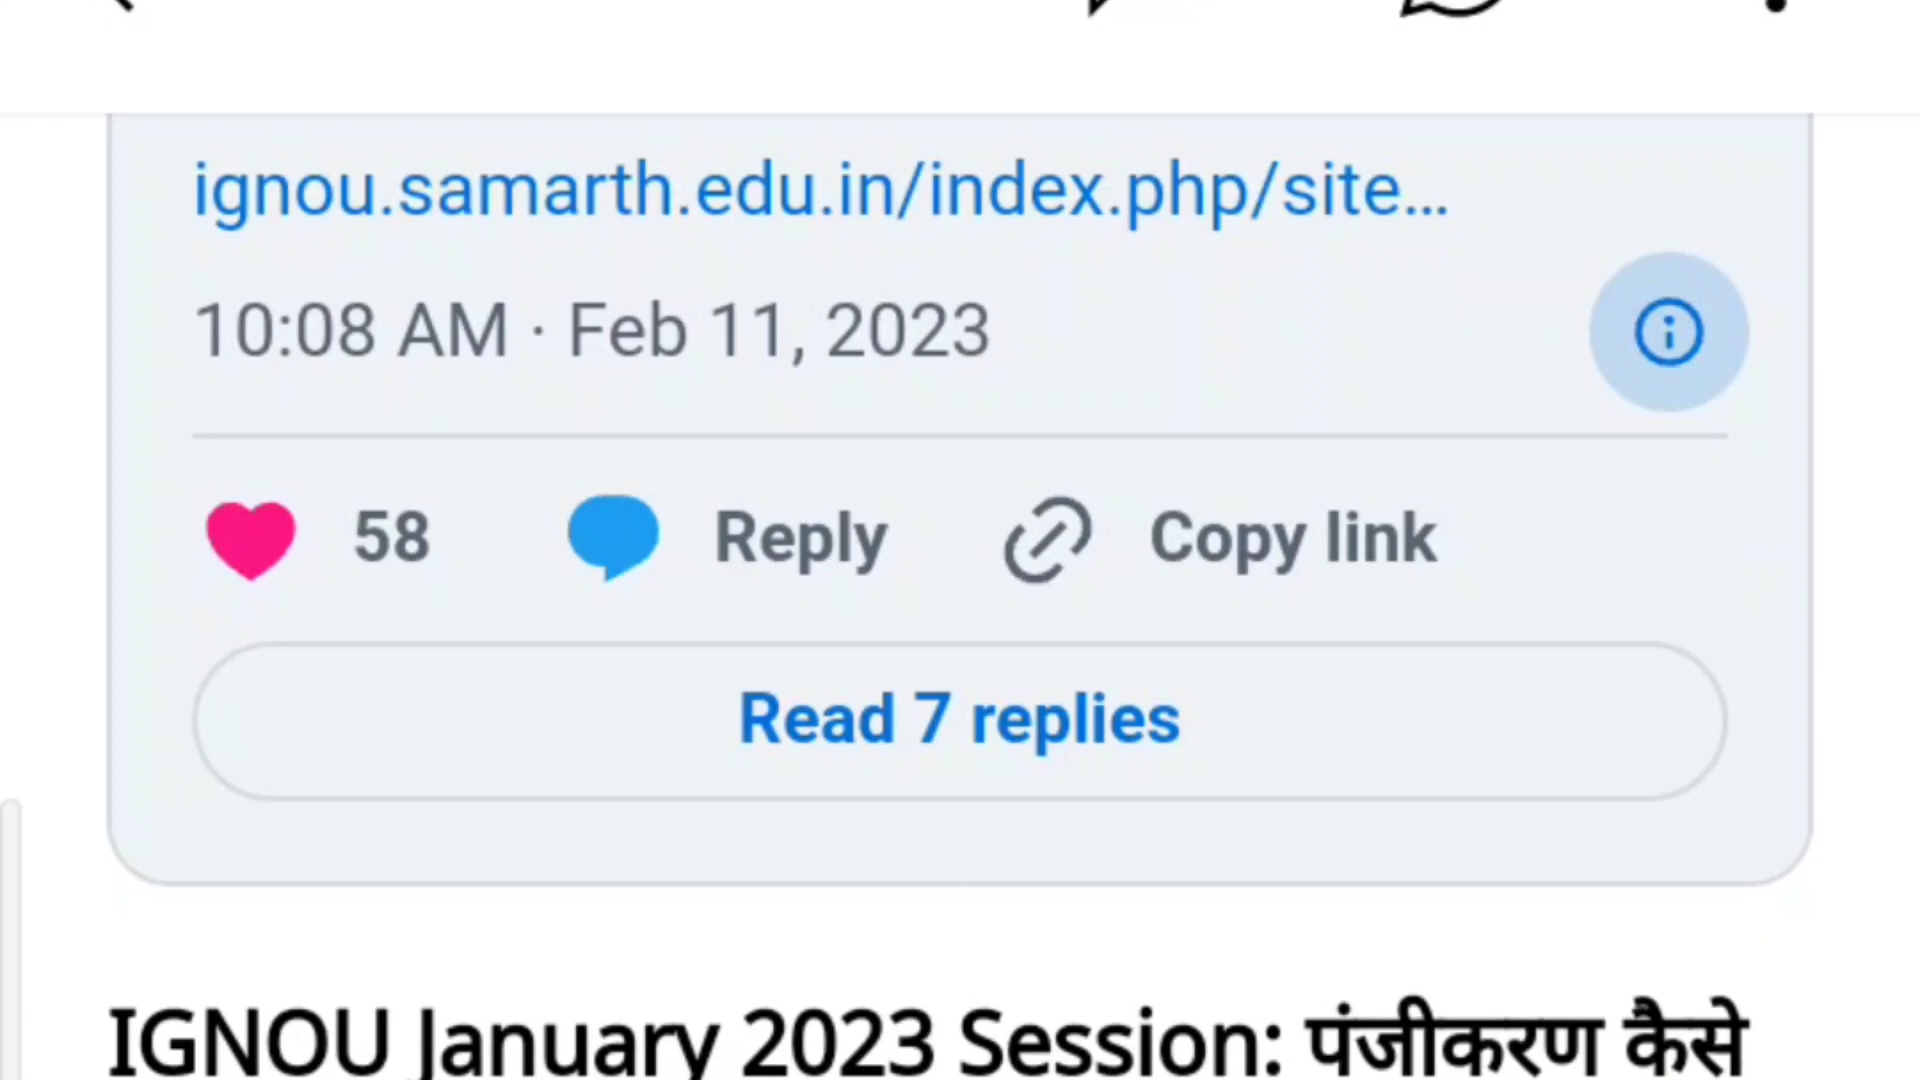 ignou.samarth.edu.in/index.php/site...
10:08 AM · Feb 11, 2023
58 Reply Copy link
Read 7 replies
IGNOU January 2023 Session: पंजीकरण कैसे